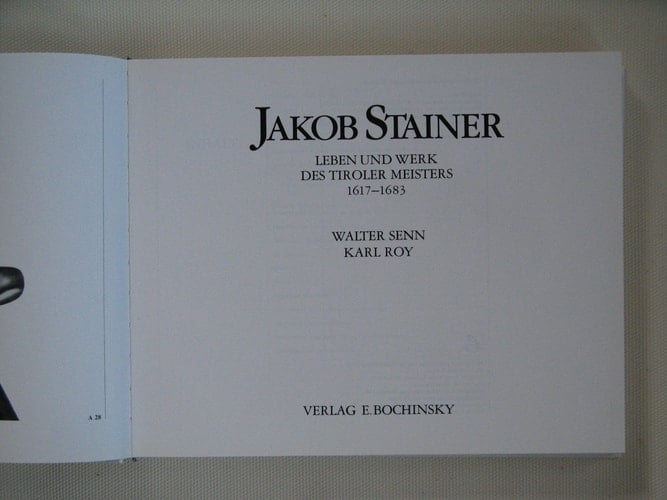 A. 28
JAKOB STAINER
LEBEN UND WERK
DES TIROLER MEISTERS
1617–1683
WALTER SENN
KARL ROY
VERLAG E. BOCHINSKY